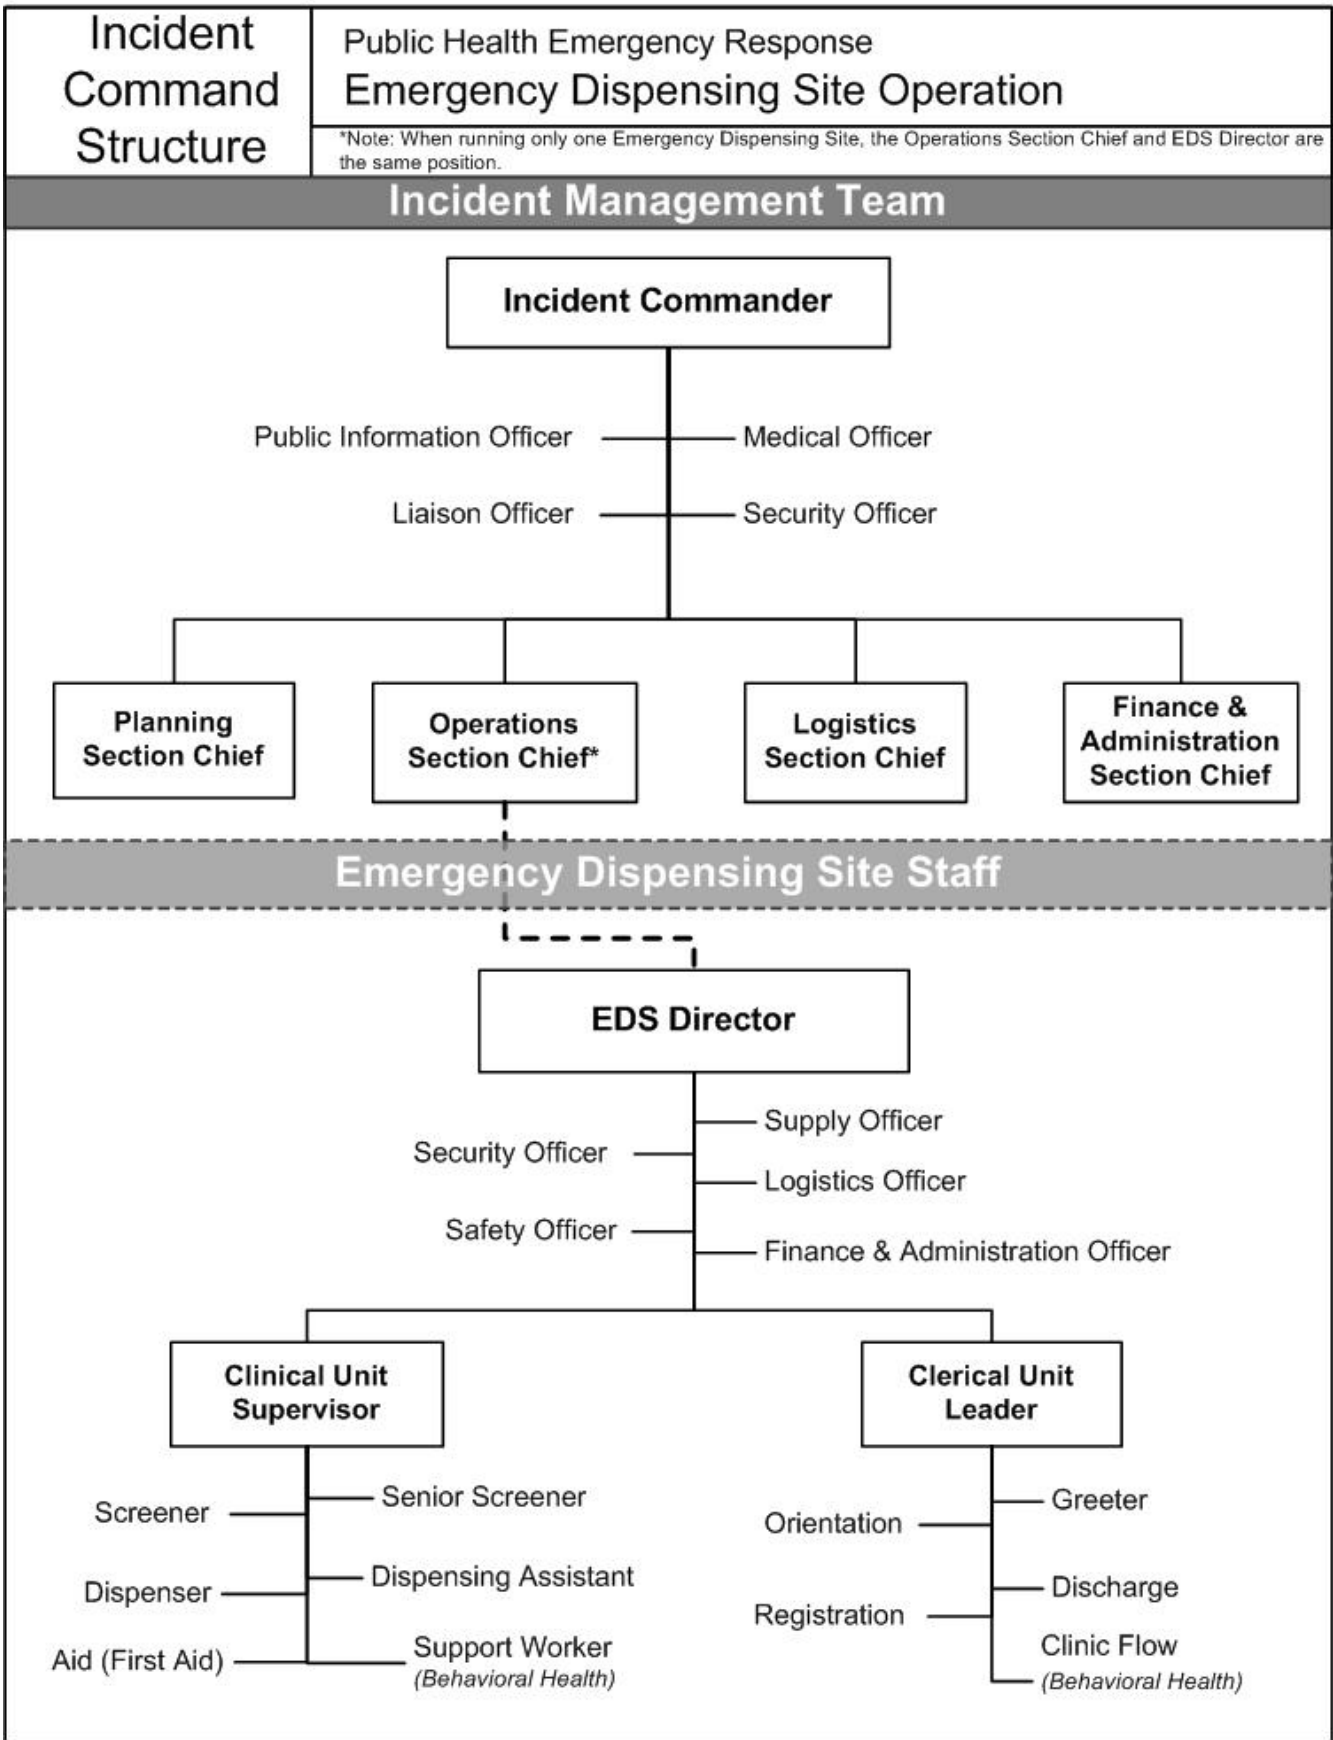 Incident
Command
Structure
Public Health Emergency Response
Emergency Dispensing Site Operation
*Note: When running only one Emergency Dispensing Site, the Operations Section Chief and EDS Director are
the same position.
Incident Management Team
Incident Commander
Public Information Officer
Medical Officer
Liaison Officer
Security Officer
Planning
Section Chief
Operations
Section Chief*
Logistics
Section Chief
Finance &
Administration
Section Chief
Emergency Dispensing Site Staff
EDS Director
Supply Officer
Security Officer
Logistics Officer
Safety Officer
Finance & Administration Officer
Clinical Unit
Supervisor
Clerical Unit
Leader
Senior Screener
Screener
Dispensing Assistant
Dispenser
Support Worker
(Behavioral Health)
Aid (First Aid)
Greeter
Orientation
Discharge
Registration
Clinic Flow
(Behavioral Health)